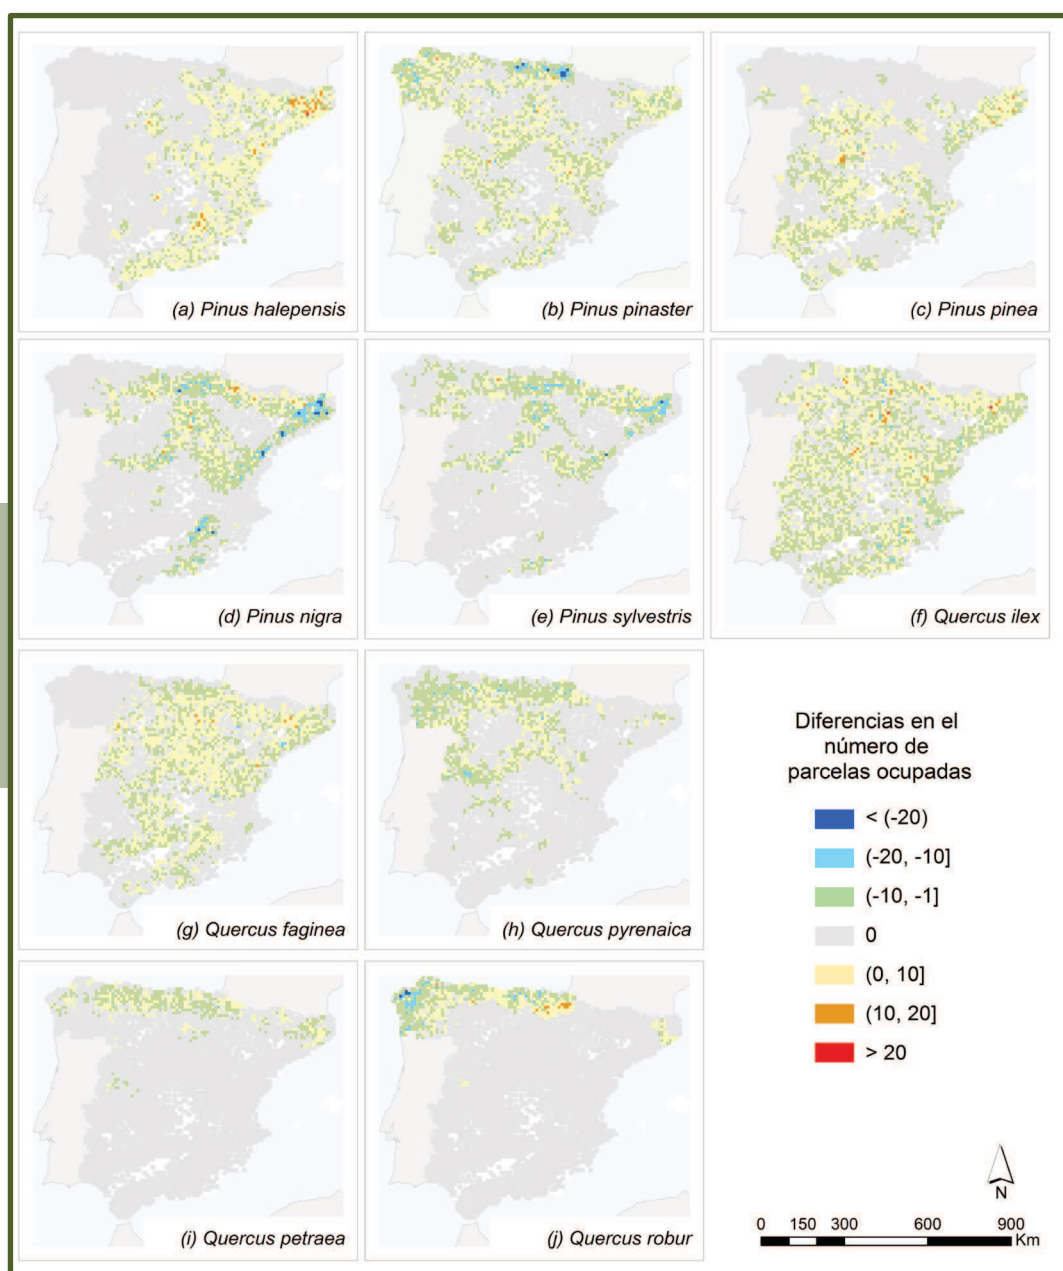 (a) Pinus halepensis
(b) Pinus pinaster
(c) Pinus pinea
(d) Pinus nigra
(e) Pinus sylvestris
(f) Quercus ilex
(g) Quercus faginea
(h) Quercus pyrenaica
(i) Quercus petraea
(j) Quercus robur
Diferencias en el
número de
parcelas ocupadas
< (-20)
(-20, -10]
(-10, -1]
0
(0, 10]
(10, 20]
> 20
N
0 150 300 600 900
Km